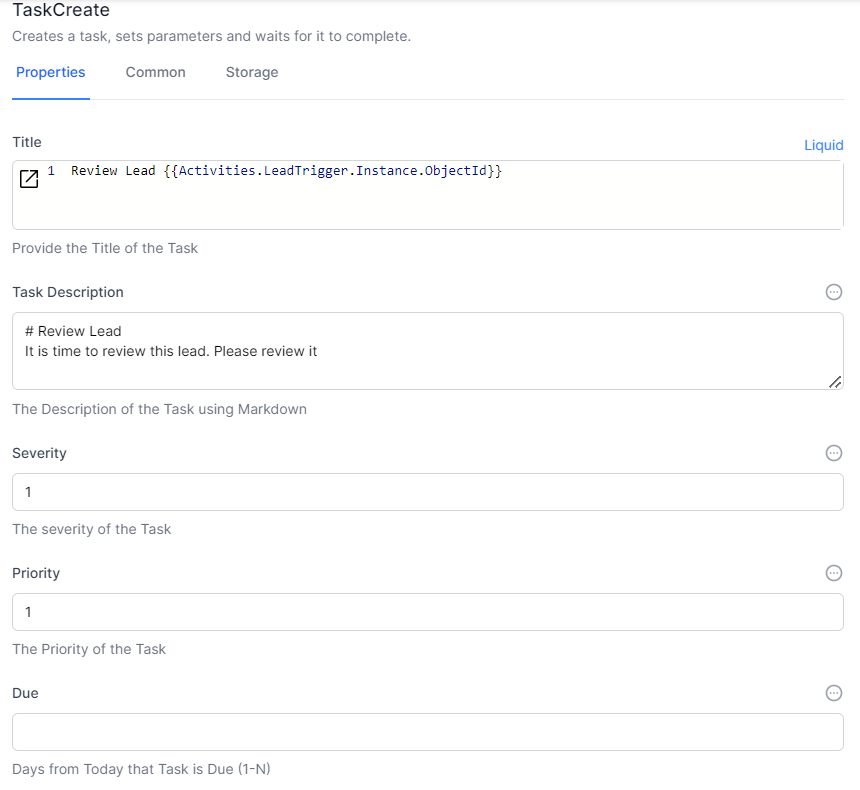 TaskCreate
Creates a task, sets parameters and waits for it to complete.
Properties Common Storage
Title
Liquid
1 Review Lead {{Activities.LeadTrigger.Instance.ObjectId}}
Provide the Title of the Task
Task Description
# Review Lead
It is time to review this lead. Please review it
The Description of the Task using Markdown
Severity
1
The severity of the Task
Priority
1
The Priority of the Task
Due
Days from Today that Task is Due (1-N)